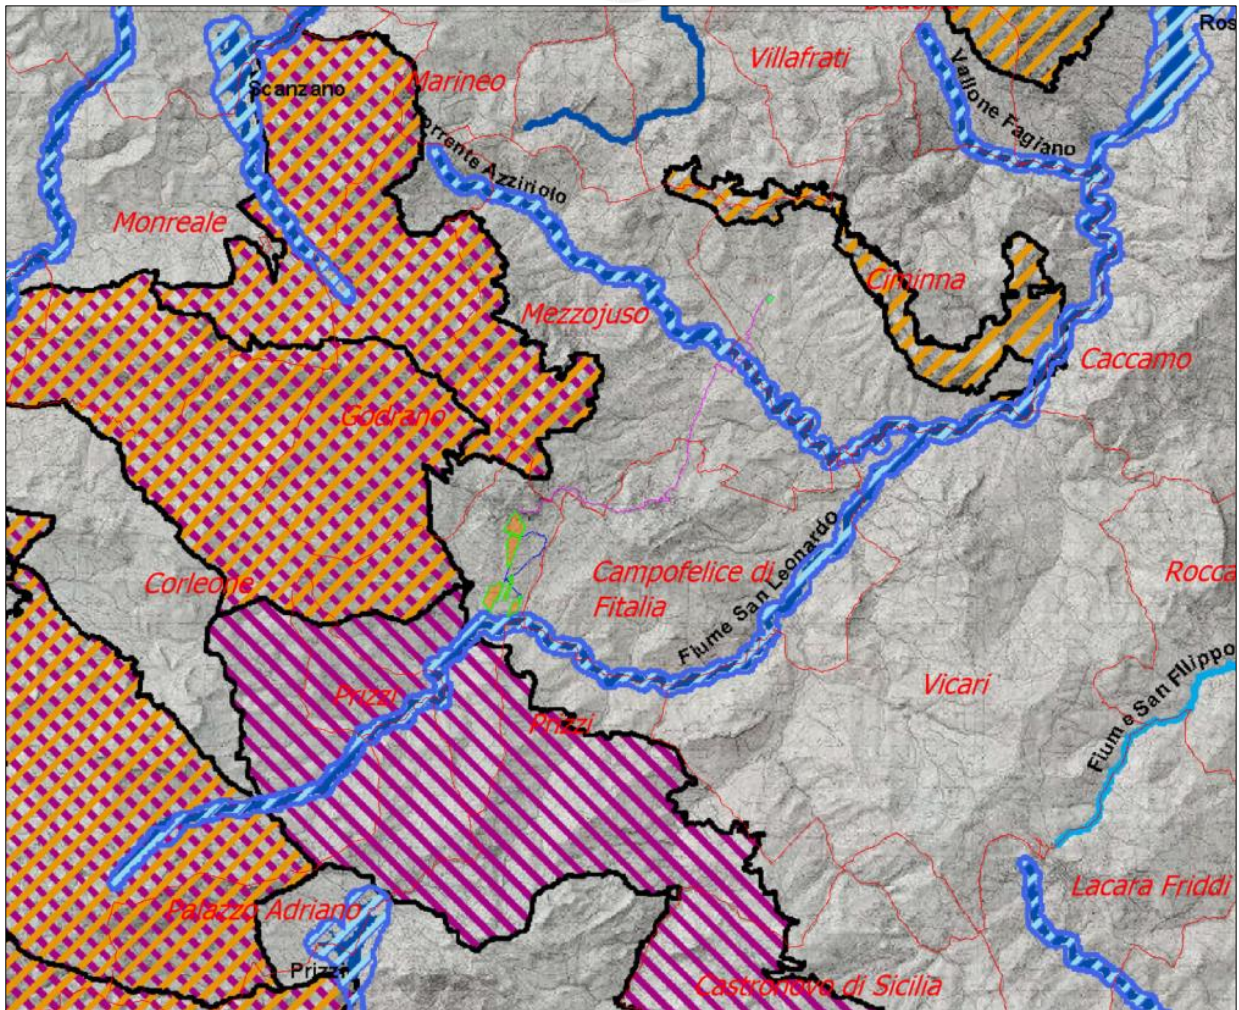 Ros
Villafrati
Scanzano
Marineo
Vallone Fagiano
Torrente Azziriolo
Monreale
Ciminna
Mezzojuso
Caccamo
Godrano
Corleone
Campofelice di
Fitalia
Fiume San Leonardo
Rocca
Prizzi
Vicari
Prizzi
Fiume San Filippo
Lacara Friddi
Palazzo Adriano
Prizzi
Castronovo di Sicilia